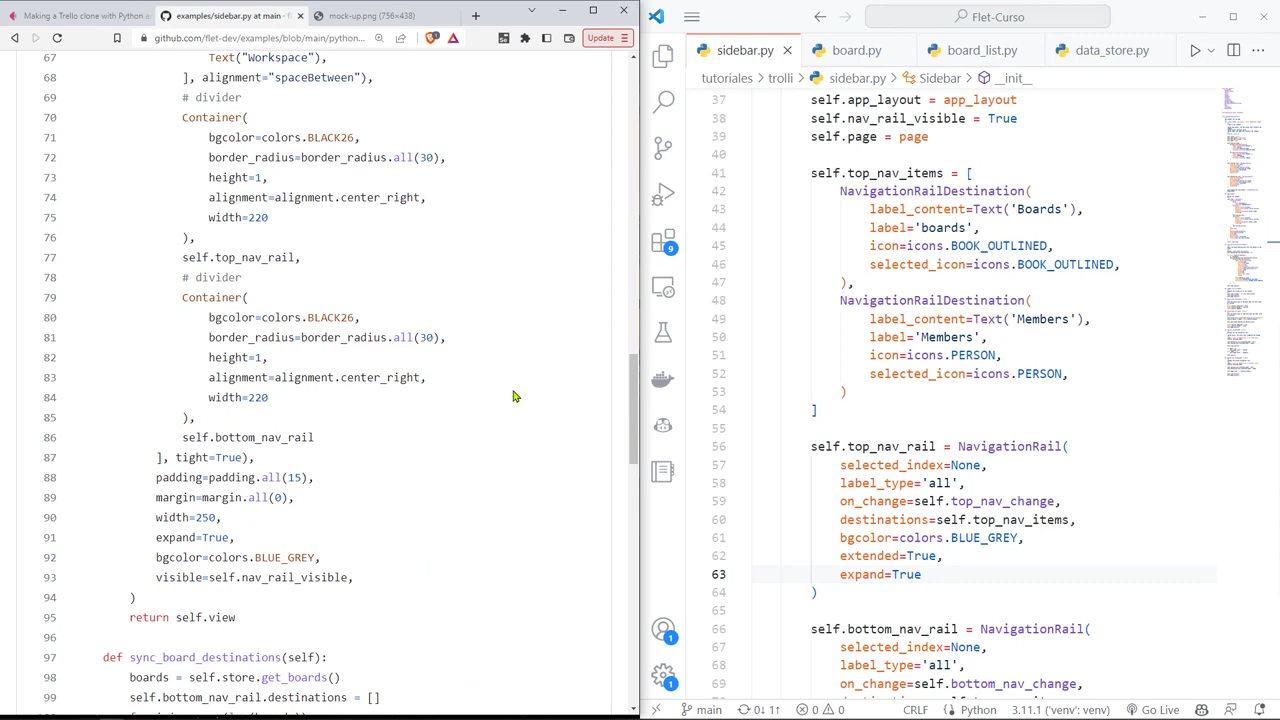 Making a Trelleo with Python
examples/sidebar.py at main · f
mock-up.png (756×430)
github.com/flet-dev/examples/blob/main/python...
Update
67 Text("Workspace"),
68 ], alignment="spaceBetween"),
69 # divider
70 Container(
71 bgcolor=colors.BLACK26,
72 border_radius=border_radius.all(30),
73 height=1,
74 alignment=alignment.center_right,
75 width=220
76 ),
77 self.top_nav_rail,
78 # divider
79 Container(
80 bgcolor=colors.BLACK26,
81 border_radius=border_radius.all(30),
82 height=1,
83 alignment=alignment.center_right,
84 width=220
85 ),
86 self.bottom_nav_rail
87 ], tight=True),
88 padding=padding.all(15),
89 margin=margin.all(0),
90 width=250,
91 expand=True,
92 bgcolor=colors.BLUE_GREY,
93 visible=self.nav_rail_visible,
94 )
95 return self.view
96
97 def sync_board_destinations(self):
98 boards = self.store.get_boards()
99 self.bottom_nav_rail.destinations = []
flet-Curso
sidebar.py
board.py
board_list.py
data_
tutoriales > trolli > sidebar.py > Sidebar > __init__
37 self.app_layout = app_layout
38 self.nav_rail_visible = True
39 self.page = page
40
41 self.top_nav_items = [
42 NavigationRailDestination(
43 label_content=Text('Boards'),
44 label='boards',
45 icon=icons.BOOK_OUTLINED,
46 selected_icon=icons.BOOK_OUTLINED,
47 ),
48 NavigationRailDestination(
49 label_content=Text('Members'),
50 label='Members',
51 icon=icons.PERSON,
52 selected_icon=icons.PERSON,
53 )
54 ]
55
56 self.top_nav_rail = NavigationRail(
57 selected_index=None,
58 label_type='all',
59 on_change=self.top_nav_change,
60 destinations=self.top_nav_items,
61 bgcolor=colors.BLUE_GREY,
62 extended=True,
63 expand=True
64 )
65
66 self.bottom_nav_rail = NavigationRail(
67 selected_index=None,
68 label_type='all',
69 on_change=self.bottom_nav_change,
9
1
1
main
0↓ 1↑
0
0
CRLF
Python
3.11.1 (venv: venv)
Go Live